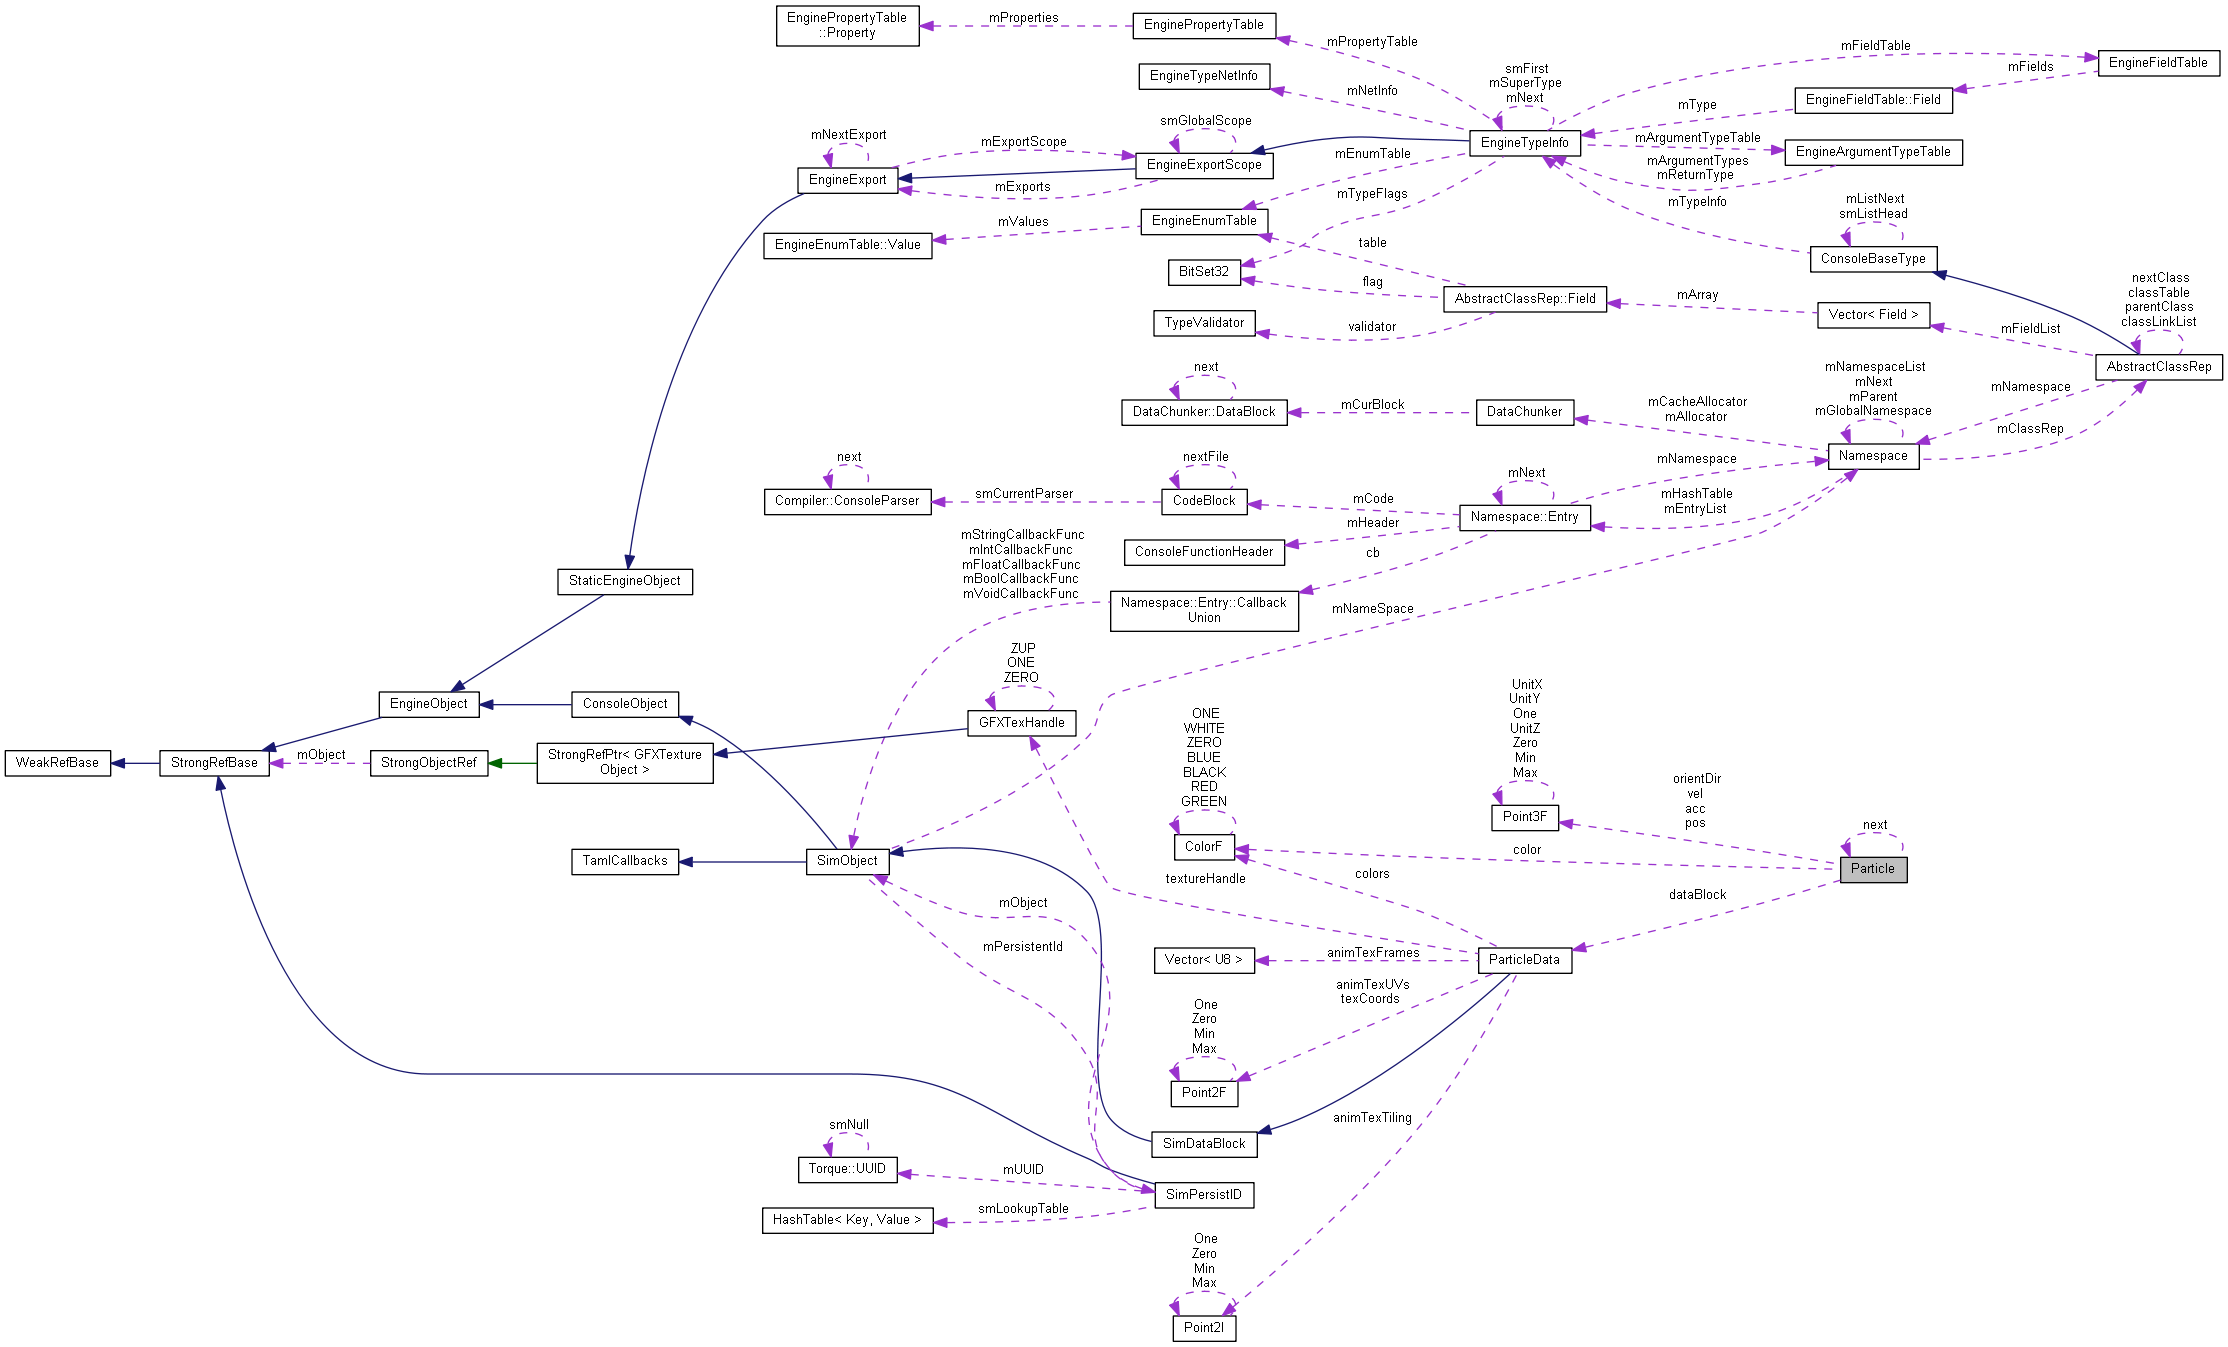 EnginePropertyTable
::Property
mProperties
EnginePropertyTable
mPropertyTable
EngineTypeNetInfo
mNetInfo
smFirst
mSuperType
mNext
EngineTypeInfo
mFieldTable
EngineFieldTable
mFields
EngineFieldTable::Field
mType
mArgumentTypeTable
EngineArgumentTypeTable
mArgumentTypes
mReturnType
mTypeInfo
mNextExport
EngineExport
mExportScope
smGlobalScope
EngineExportScope
mExports
mEnumTable
mTypeFlags
EngineEnumTable
mValues
EngineEnumTable::Value
table
BitSet32
flag
AbstractClassRep::Field
TypeValidator
validator
mListNext
smListHead
ConsoleBaseType
mArray
Vector< Field >
mFieldList
nextClass
classTable
parentClass
classLinkList
AbstractClassRep
next
DataChunker::DataBlock
mCurBlock
DataChunker
mCacheAllocator
mAllocator
mNamespaceList
mNext
mParent
mGlobalNamespace
Namespace
mNamespace
mClassRep
next
Compiler::ConsoleParser
smCurrentParser
nextFile
CodeBlock
mCode
mNext
Namespace::Entry
mNamespace
mHashTable
mEntryList
mHeader
ConsoleFunctionHeader
cb
Namespace::Entry::Callback
Union
mStringCallbackFunc
mIntCallbackFunc
mFloatCallbackFunc
mBoolCallbackFunc
mVoidCallbackFunc
mNameSpace
StaticEngineObject
EngineObject
ConsoleObject
ZUP
ONE
ZERO
GFXTexHandle
WeakRefBase
StrongRefBase
mObject
StrongObjectRef
StrongRefPtr< GFXTexture
Object >
ONE
WHITE
ZERO
BLUE
BLACK
RED
GREEN
ColorF
UnitX
UnitY
One
UnitZ
Zero
Min
Max
Point3F
orientDir
vel
acc
pos
next
Particle
color
colors
dataBlock
TamlCallbacks
SimObject
textureHandle
mObject
mPersistentId
Vector< U8 >
animTexFrames
ParticleData
animTexUVs
texCoords
One
Zero
Min
Max
Point2F
animTexTiling
SimDataBlock
smNull
Torque::UUID
mUUID
SimPersistID
HashTable< Key, Value >
smLookupTable
One
Zero
Min
Max
Point2I